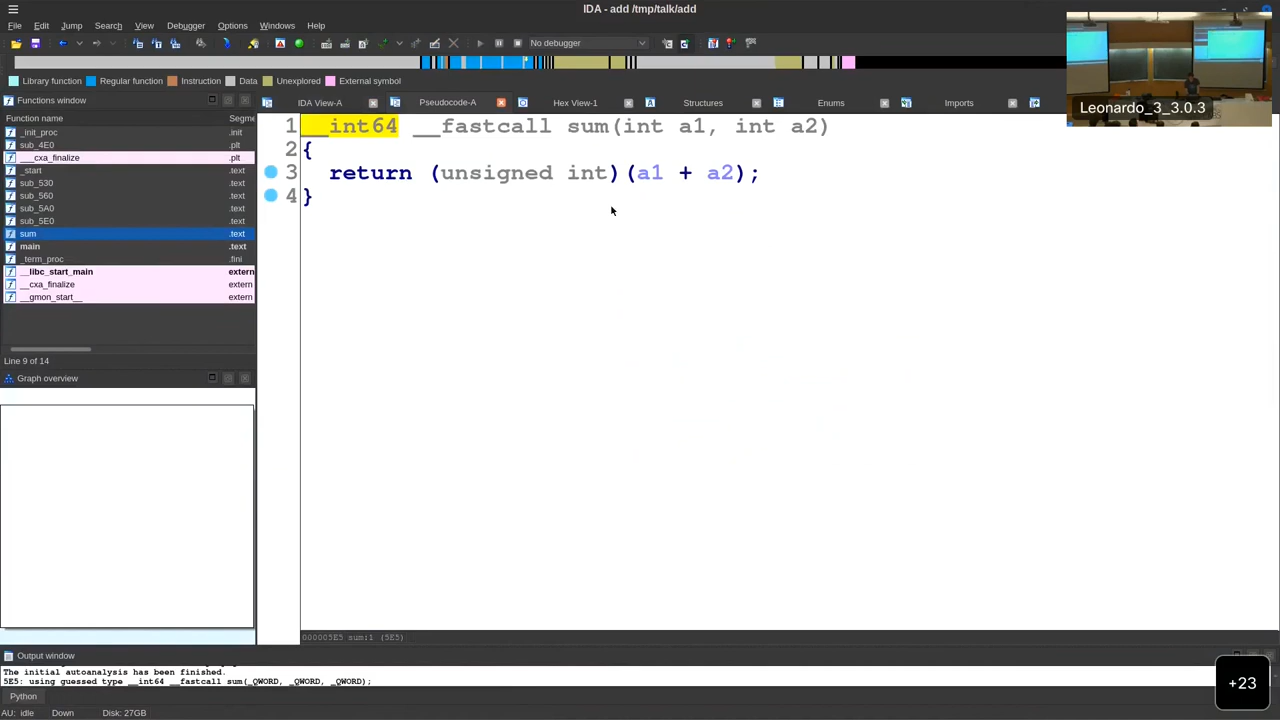 IDA - add /tmp/talk/add
File Edit Jump Search View Debugger Options Windows Help
No debugger
Library function Regular function Instruction Data Unexplored External symbol
Leonardo_3_3.0.3
Functions window
IDA View-A Pseudocode-A Hex View-1 Structures Enums Imports
Function name Segme
_init_proc .init
sub_4E0 .plt
___cxa_finalize .plt
_start .text
sub_530 .text
sub_560 .text
sub_5A0 .text
sub_5E0 .text
sum .text
main .text
_term_proc .fini
__libc_start_main extern
__cxa_finalize extern
__gmon_start__ extern
Line 9 of 14
Graph overview
1 __int64 __fastcall sum(int a1, int a2)
2 {
3 return (unsigned int)(a1 + a2);
4 }
000005E5 sum:1 (5E5)
Output window
The initial autoanalysis has been finished.
5E5: using guessed type __int64 __fastcall sum(_QWORD, _QWORD, _QWORD);
Python
AU: idle Down Disk: 27GB
+23